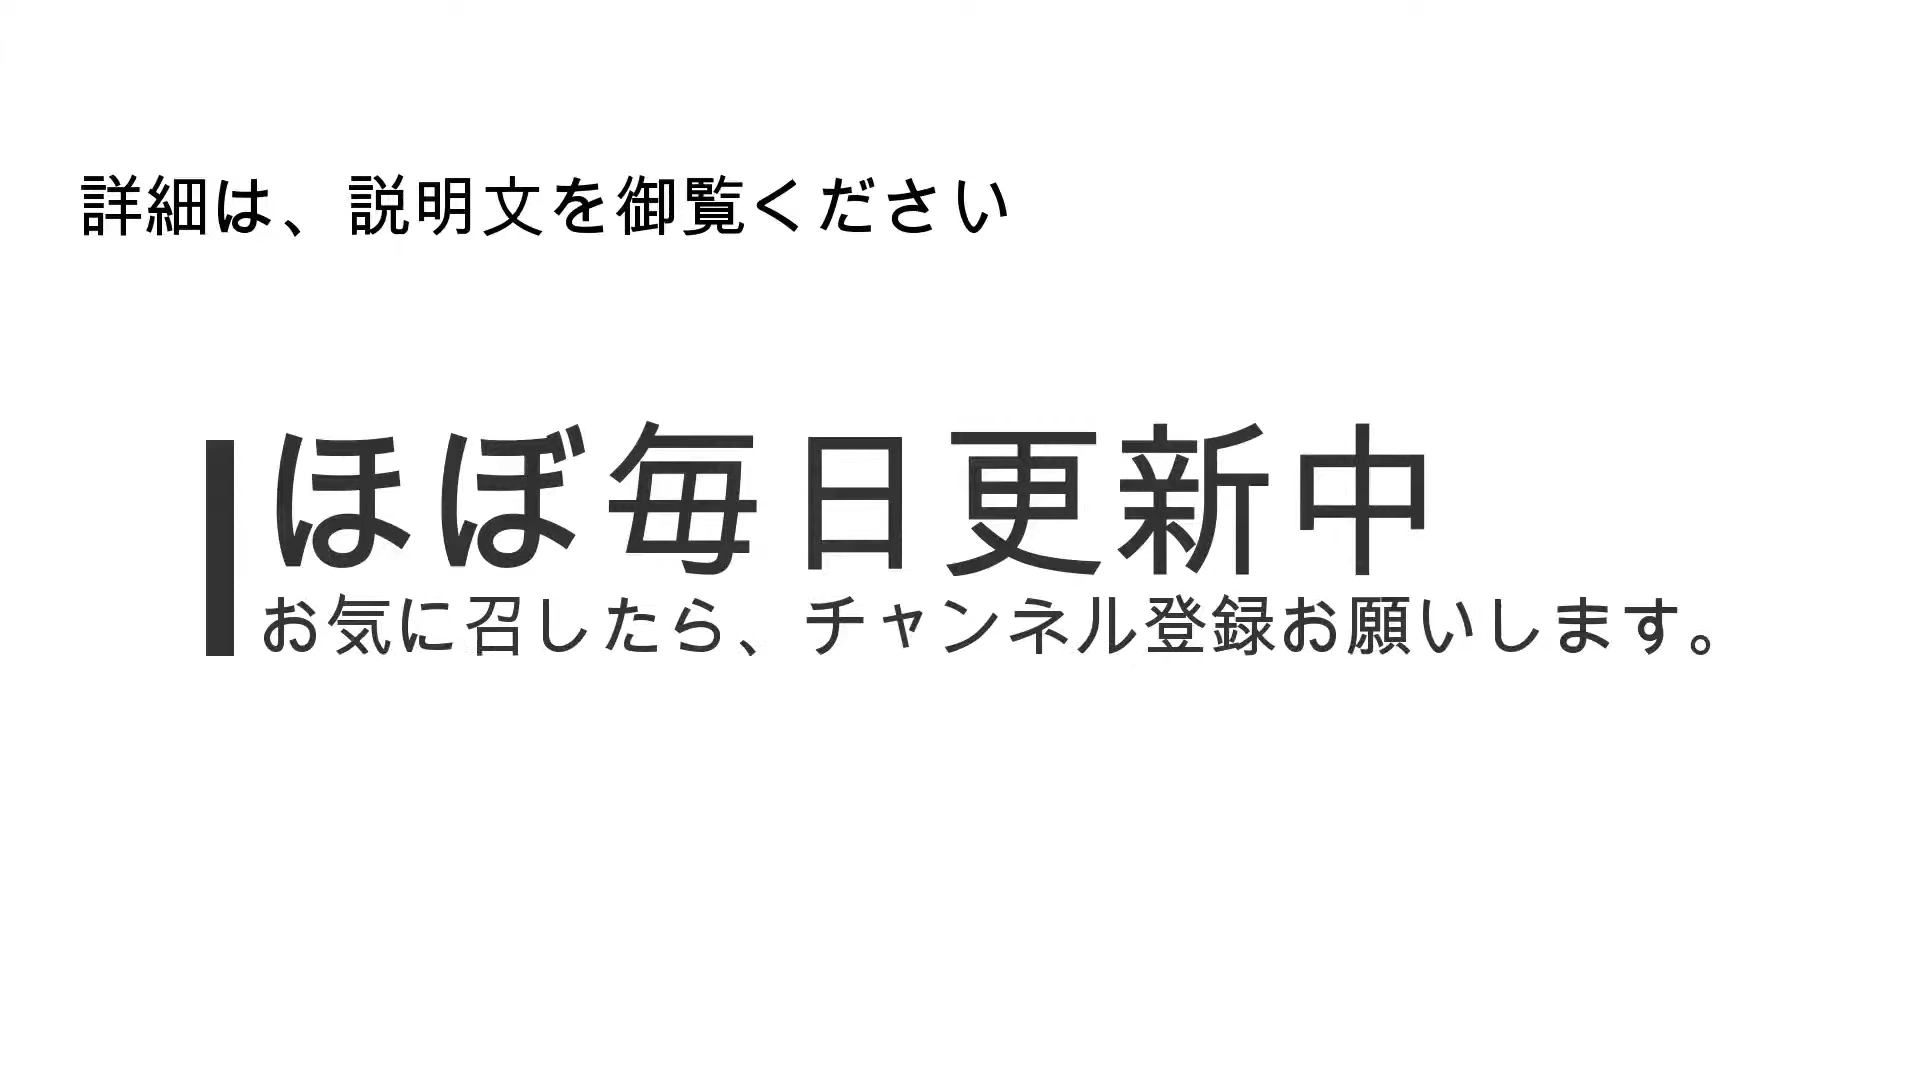 詳細は、説明文を御覧ください
ほぼ毎日更新中
お気に召したら、チャンネル登録お願いします。